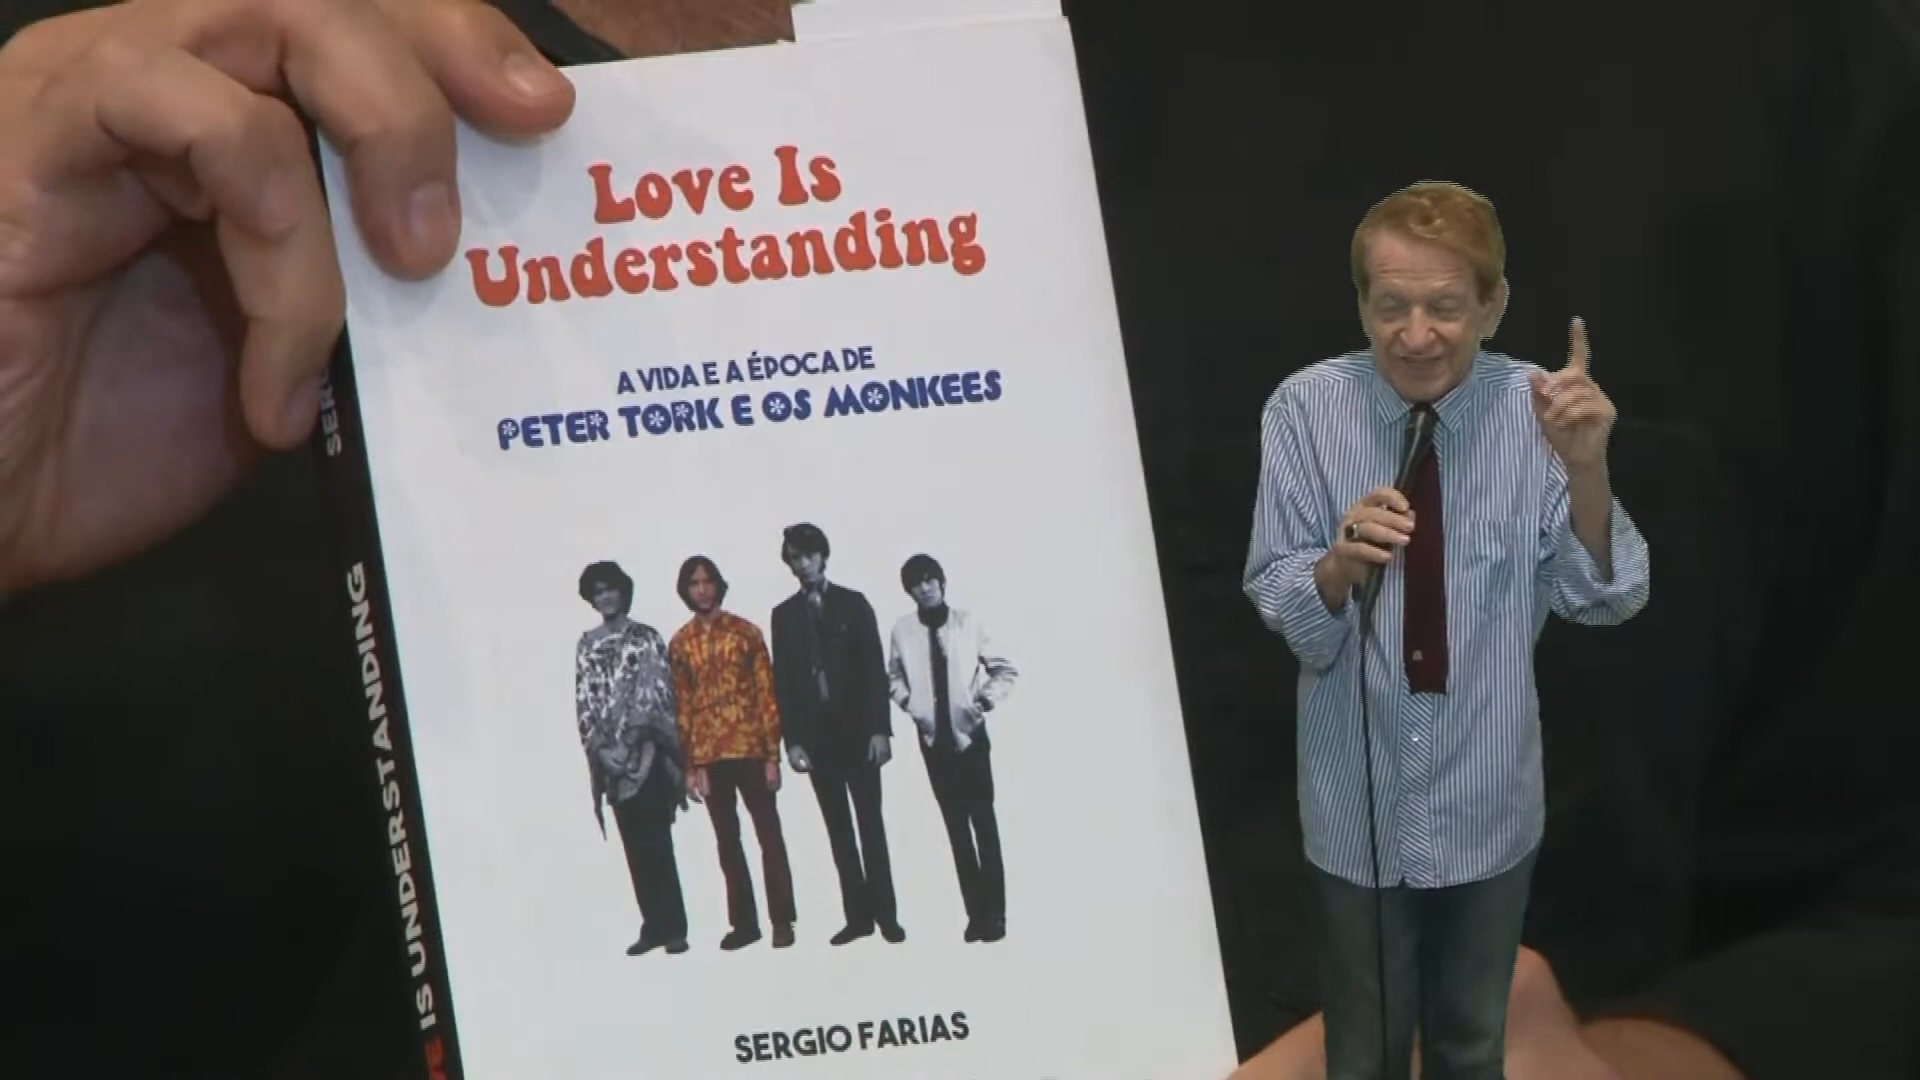 Love Is
Understanding
A VIDA E A ÉPOCA DE
PETER TORK E OS MONKEES
SERGIO FARIAS
IS UNDERSTANDING